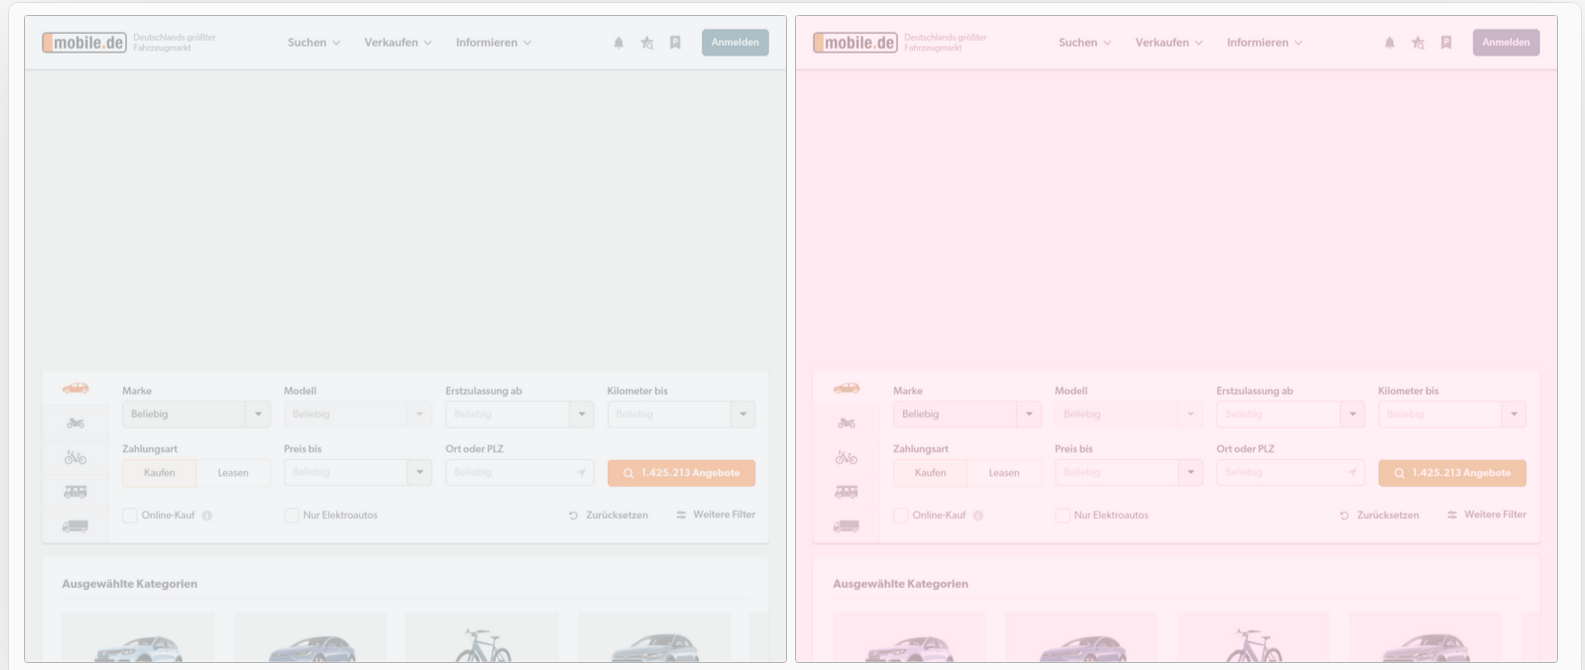 mobile.de Deutschlands größter Fahrzeugmarkt Suchen Verkaufen Informieren Anmelden
Marke Modell Erstzulassung ab Kilometer bis
Beliebig Beliebig Beliebig Beliebig
Zahlungsart Preis bis Ort oder PLZ
Kaufen Leasen Beliebig Beliebig 1.425.213 Angebote
Online-Kauf Nur Elektroautos Zurücksetzen Weitere Filter
Ausgewählte Kategorien
mobile.de Deutschlands größter Fahrzeugmarkt Suchen Verkaufen Informieren Anmelden
Marke Modell Erstzulassung ab Kilometer bis
Beliebig Beliebig Beliebig Beliebig
Zahlungsart Preis bis Ort oder PLZ
Kaufen Leasen Beliebig Beliebig 1.425.213 Angebote
Online-Kauf Nur Elektroautos Zurücksetzen Weitere Filter
Ausgewählte Kategorien